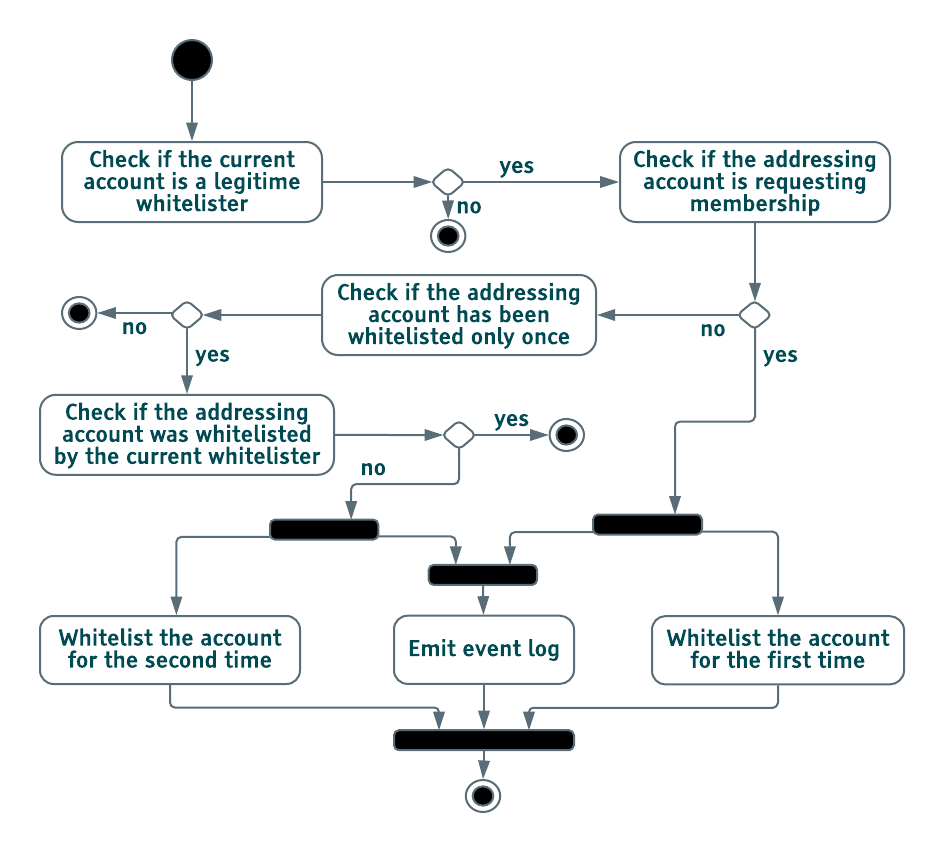 Check if the current
account is a legitime
whitelister
yes
no
Check if the addressing
account is requesting
membership
Check if the addressing
account has been
whitelisted only once
no
yes
no
yes
Check if the addressing
account was whitelisted
by the current whitelister
yes
no
Whitelist the account
for the second time
Emit event log
Whitelist the account
for the first time